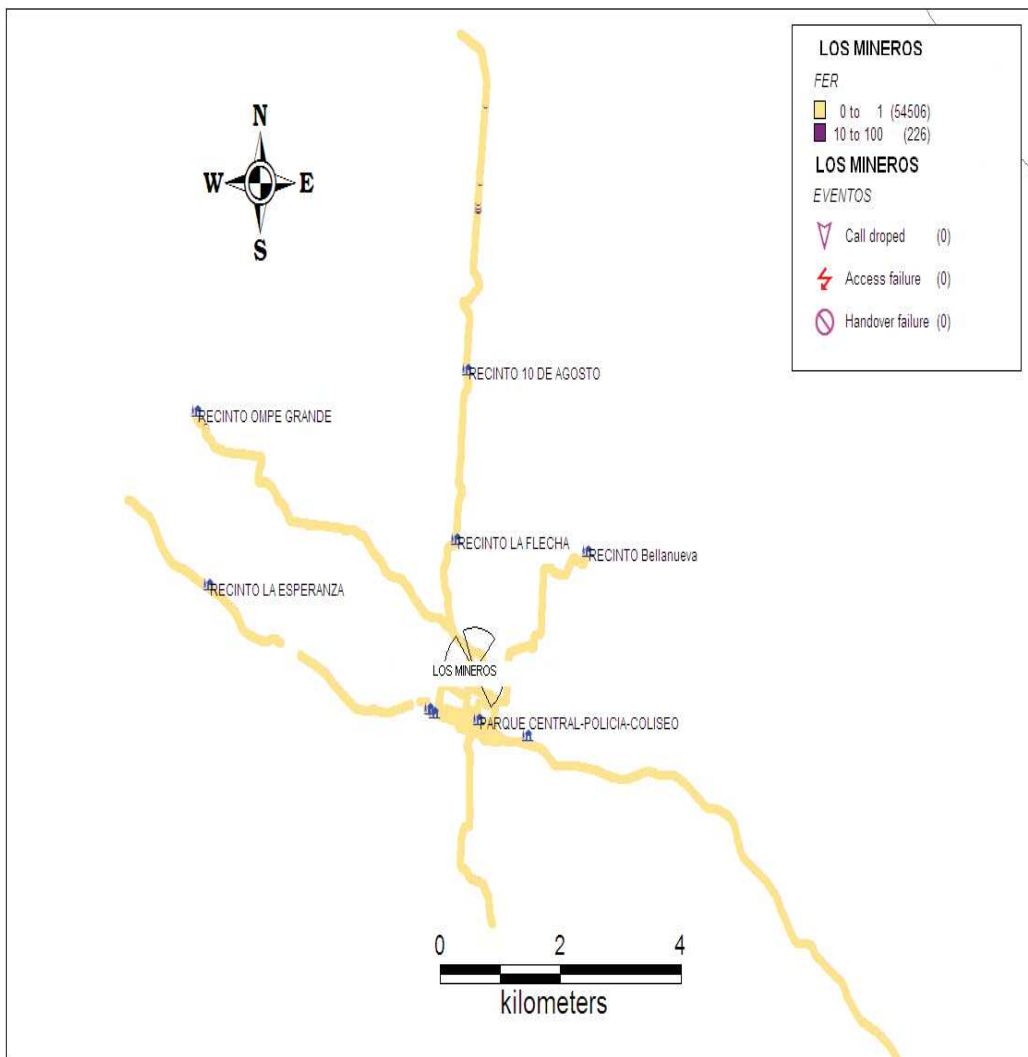 LOS MINEROS
FER
0 to 1 (54506)
10 to 100 (226)
LOS MINEROS
EVENTOS
Call droped (0)
Access failure (0)
Handover failure (0)
N
W E
S
RECINTO 10 DE AGOSTO
RECINTO OMPE GRANDE
RECINTO LA FLECHA
RECINTO Bellanueva
RECINTO LA ESPERANZA
LOS MINEROS
PARQUE CENTRAL-POLICIA-COLISEO
0 2 4
kilometers